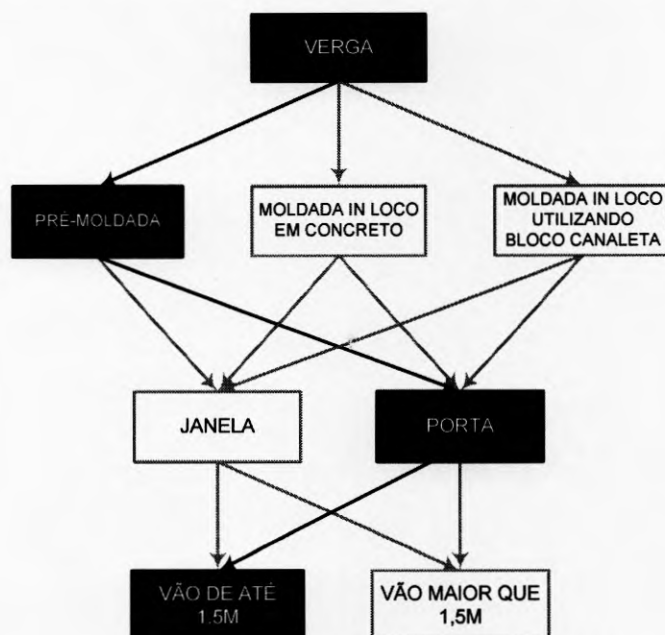 VERGA
PRÉ-MOLDADA
MOLDADA IN LOCO
EM CONCRETO
MOLDADA IN LOCO
UTILIZANDO
BLOCO CANALETA
JANELA
PORTA
VÃO DE ATÉ
1.5M
VÃO MAIOR QUE
1,5M